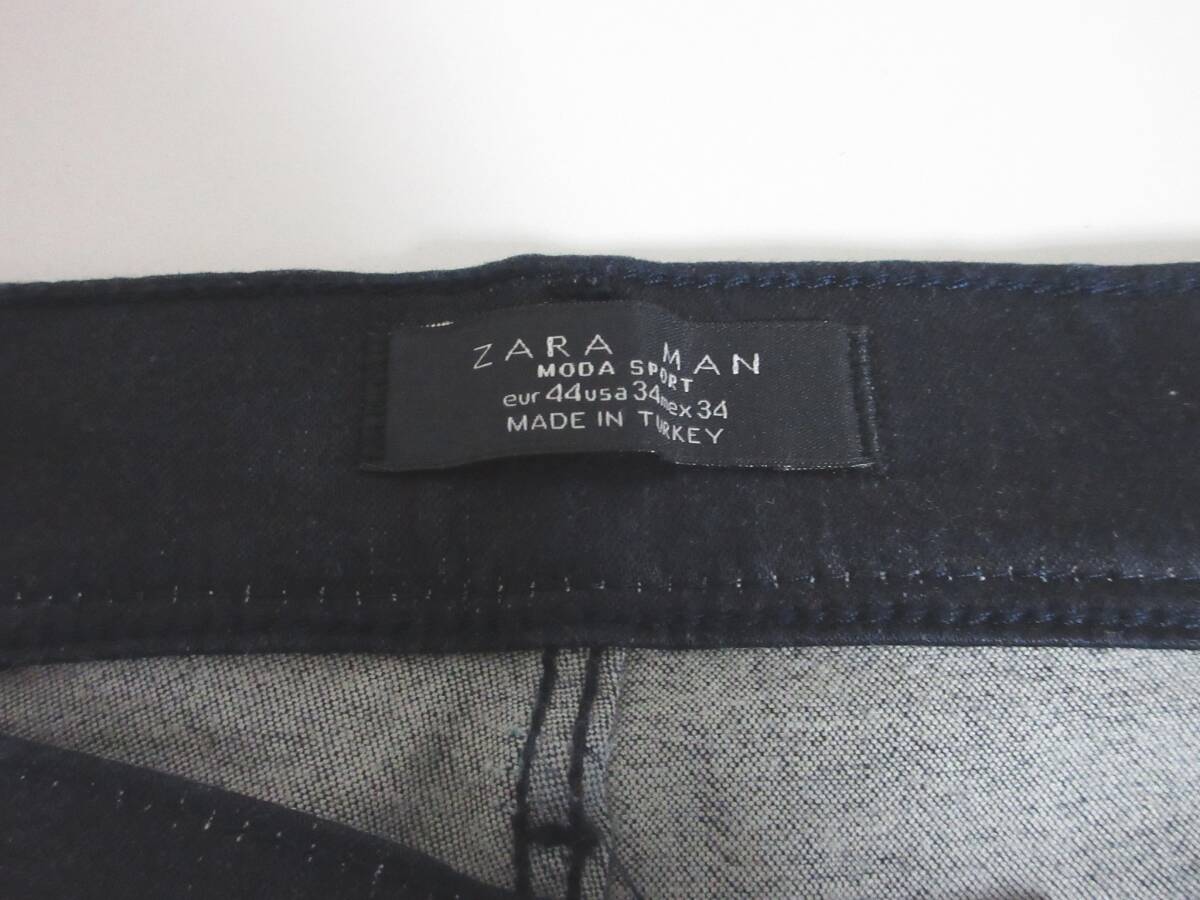 ZARA MAN
MODA SPORT
eur 44 usa 34 mex 34
MADE IN TURKEY